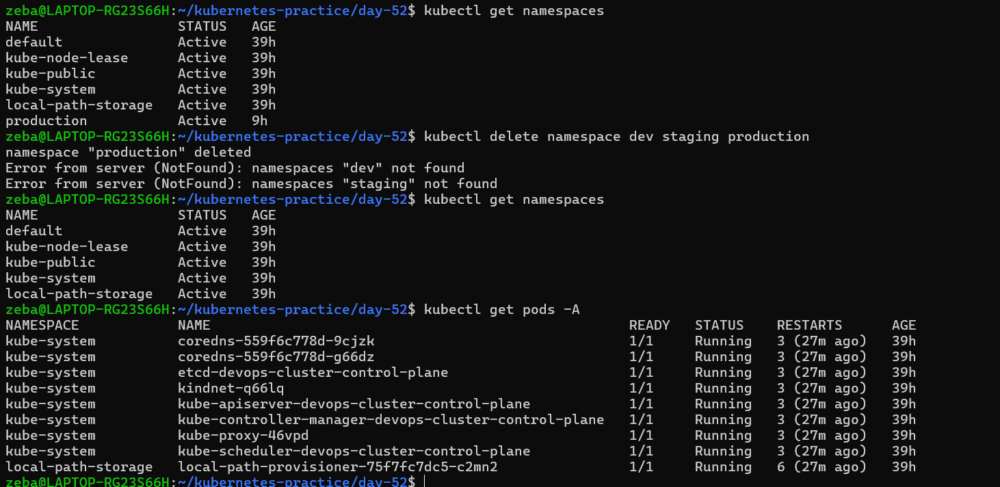 zeba@LAPTOP-RG23S66H:~/kubernetes-practice/day-52$ kubectl get namespaces
NAME                 STATUS   AGE
default              Active   39h
kube-node-lease      Active   39h
kube-public          Active   39h
kube-system          Active   39h
local-path-storage   Active   39h
production           Active   9h
zeba@LAPTOP-RG23S66H:~/kubernetes-practice/day-52$ kubectl delete namespace dev staging production
namespace "production" deleted
Error from server (NotFound): namespaces "dev" not found
Error from server (NotFound): namespaces "staging" not found
zeba@LAPTOP-RG23S66H:~/kubernetes-practice/day-52$ kubectl get namespaces
NAME                 STATUS   AGE
default              Active   39h
kube-node-lease      Active   39h
kube-public          Active   39h
kube-system          Active   39h
local-path-storage   Active   39h
zeba@LAPTOP-RG23S66H:~/kubernetes-practice/day-52$ kubectl get pods -A
NAMESPACE            NAME                                                   READY   STATUS    RESTARTS      AGE
kube-system          coredns-559f6c778d-9cjzk                               1/1     Running   3 (27m ago)   39h
kube-system          coredns-559f6c778d-g66dz                               1/1     Running   3 (27m ago)   39h
kube-system          etcd-devops-cluster-control-plane                      1/1     Running   3 (27m ago)   39h
kube-system          kindnet-q66lq                                          1/1     Running   3 (27m ago)   39h
kube-system          kube-apiserver-devops-cluster-control-plane            1/1     Running   3 (27m ago)   39h
kube-system          kube-controller-manager-devops-cluster-control-plane   1/1     Running   3 (27m ago)   39h
kube-system          kube-proxy-46vpd                                       1/1     Running   3 (27m ago)   39h
kube-system          kube-scheduler-devops-cluster-control-plane            1/1     Running   3 (27m ago)   39h
local-path-storage   local-path-provisioner-75f7fc7dc5-c2mn2                1/1     Running   6 (27m ago)   39h
zeba@LAPTOP-RG23S66H:~/kubernetes-practice/day-52$